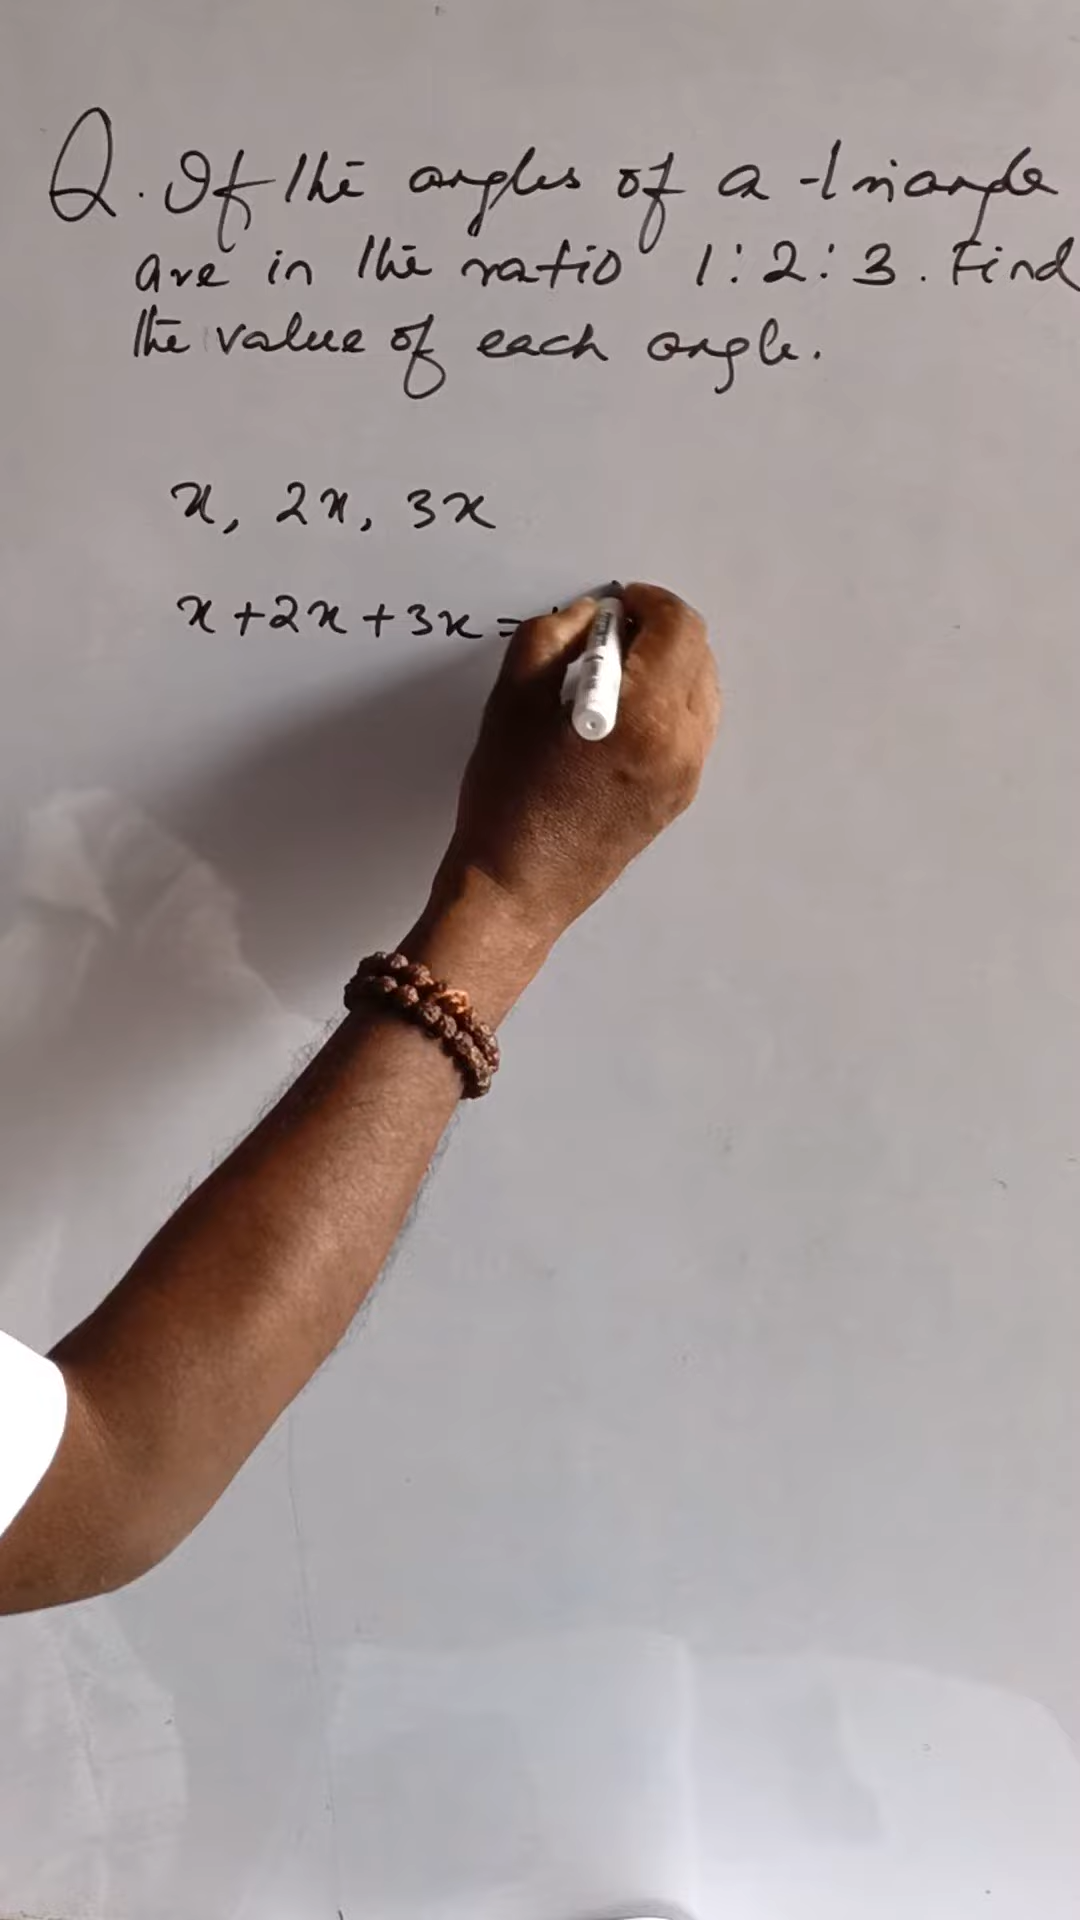 Q. If the angles of a triangle
are in the ratio 1:2:3. Find
the value of each angle.
x, 2x, 3x
x+2x+3x=